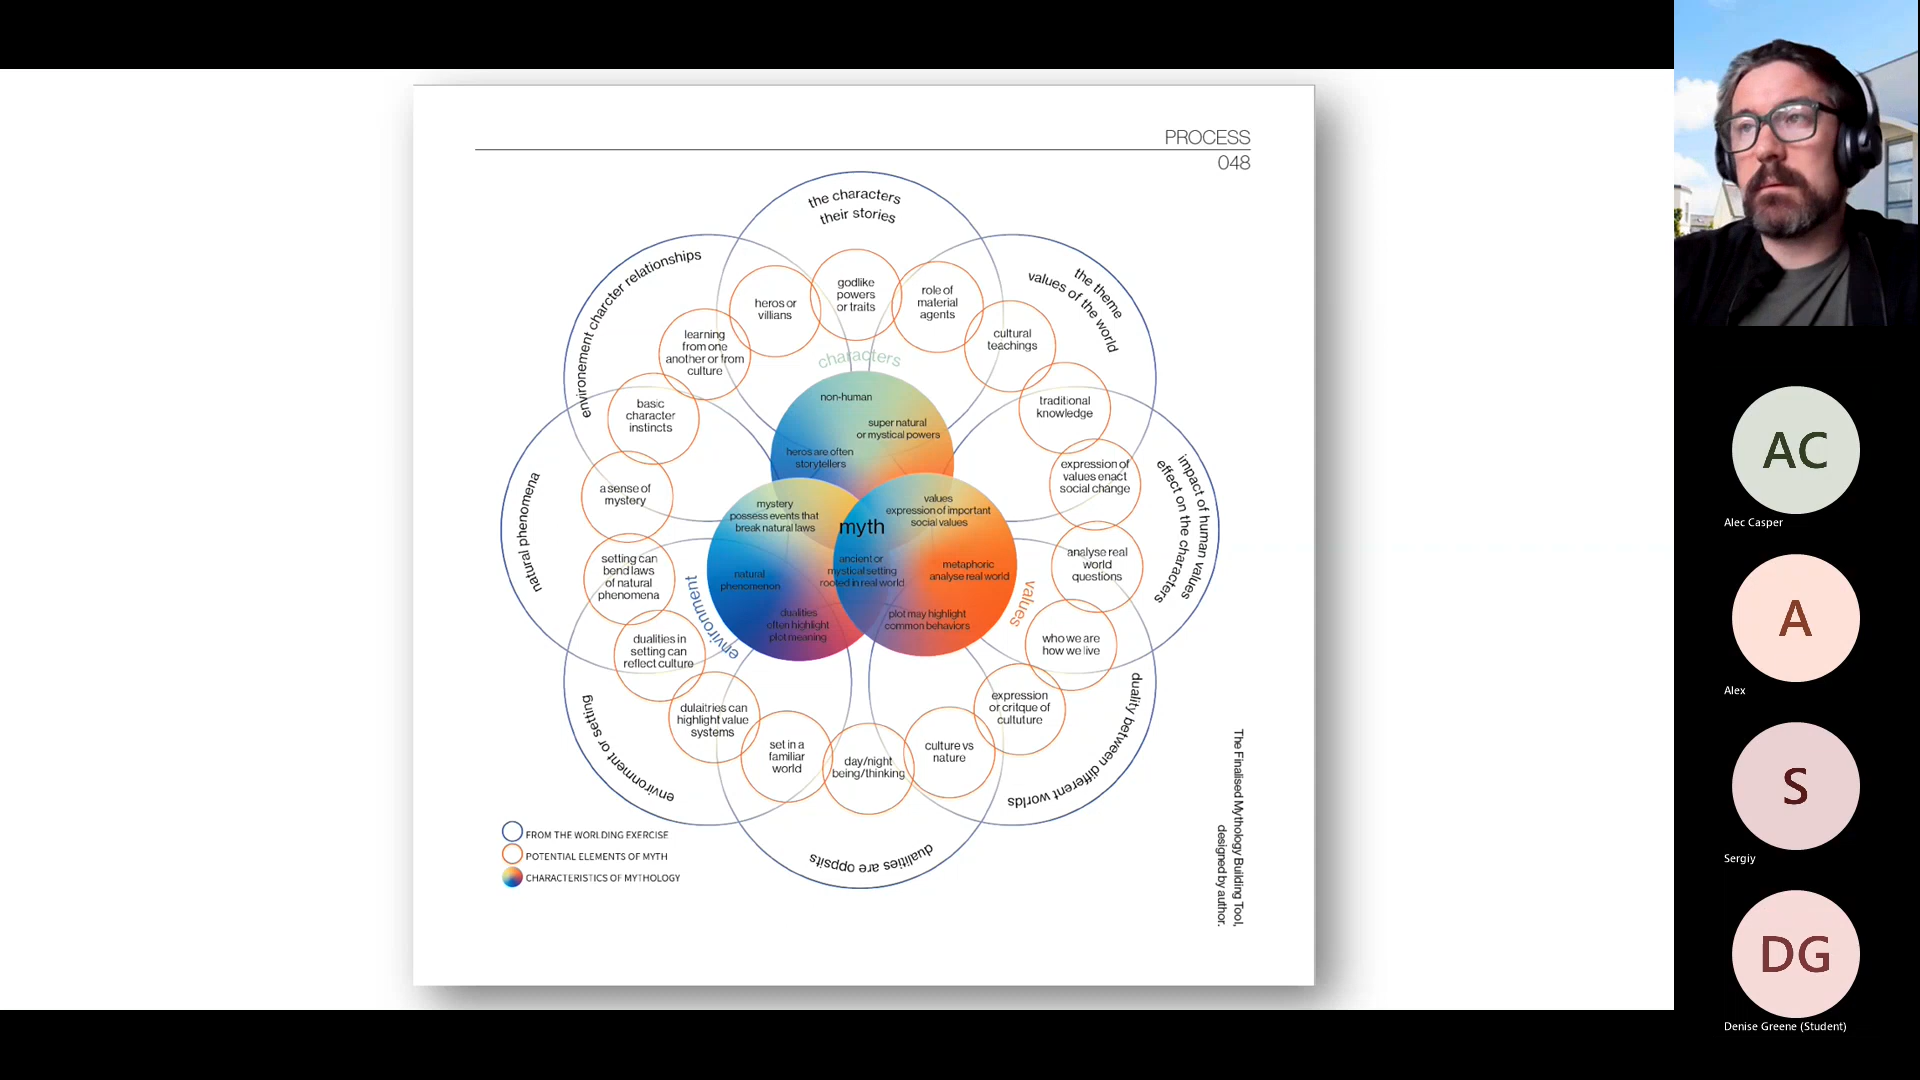 PROCESS
048
the characters
their stories
the theme
values of the world
impact of human values
effect on the characters
duality between different worlds
dualities are oppsits
environment or setting
natural phenomena
environement charcter relationships
godlike
powers
or traits
role of
material
agents
cultural
teachings
traditional
knowledge
expression of
values enact
social change
analyse real
world
questions
who we are
how we live
expression
or critque of
cultuture
culture vs
nature
day/night
being/thinking
set in a
familiar
world
dulaitries can
highlight value
systems
dualities in
setting can
reflect culture
setting can
bend laws
of natural
phenomena
a sense of
mystery
basic
character
instincts
learning
from one
another or from
culture
heros or
villians
characters
non-human
super natural
or mystical powers
heros are often
storytellers
mystery
possess events that
break natural laws
natural
phenomenon
dualities
often highlight
plot meaning
environment
myth
ancient or
mystical setting
rooted in real world
values
expression of important
social values
metaphoric
analyse real world
plot may highlight
common behaviors
values
FROM THE WORLDING EXERCISE
POTENTIAL ELEMENTS OF MYTH
CHARACTERISTICS OF MYTHOLOGY
The Finalised Mythology Building Tool,
designed by author.
AC
Alec Casper
A
Alex
S
Sergiy
DG
Denise Greene (Student)